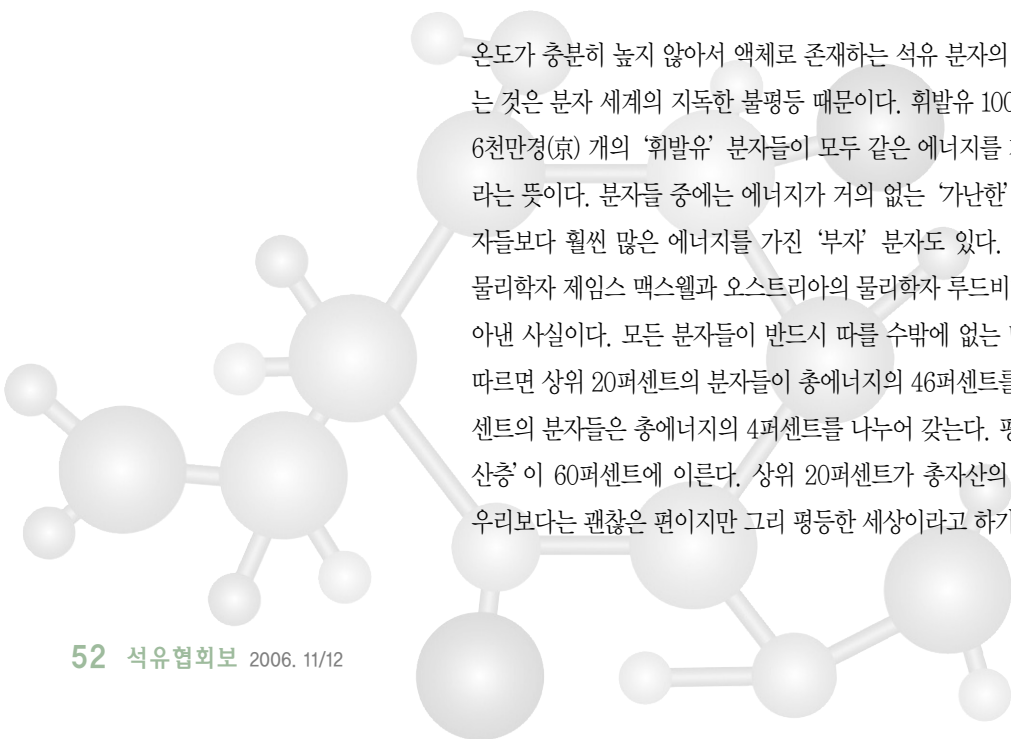 온도가 충분히 높지 않아서 액체로 존재하는 석유 분자의
는 것은 분자 세계의 지독한 불평등 때문이다. 휘발유 100
6천만경(京) 개의 ‘휘발유’ 분자들이 모두 같은 에너지를
라는 뜻이다. 분자들 중에는 에너지가 거의 없는 ‘가난한’
자들보다 훨씬 많은 에너지를 가진 ‘부자’ 분자도 있다.
물리학자 제임스 맥스웰과 오스트리아의 물리학자 루드비
아낸 사실이다. 모든 분자들이 반드시 따를 수밖에 없는
따르면 상위 20퍼센트의 분자들이 총에너지의 46퍼센트를
센트의 분자들은 총에너지의 4퍼센트를 나누어 갖는다.
산층’이 60퍼센트에 이른다. 상위 20퍼센트가 총자산의
우리보다는 괜찮은 편이지만 그리 평등한 세상이라고 하기
52 석유협회보 2006. 11/12